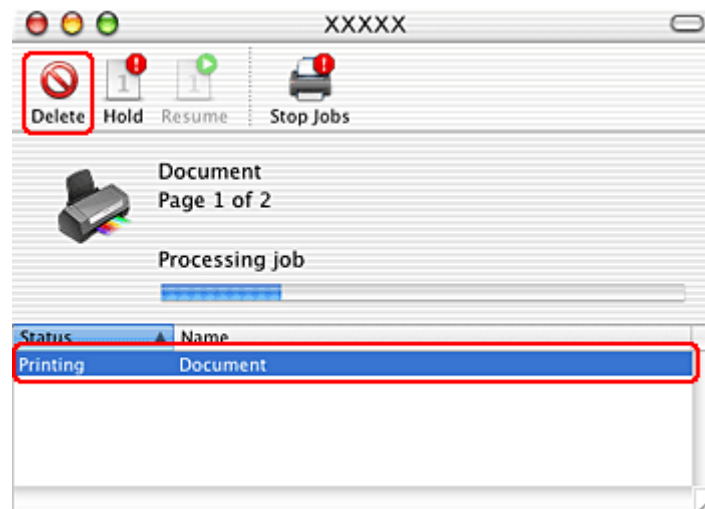 XXXXX
Delete Hold Resume Stop Jobs
Document
Page 1 of 2
Processing job
Status Name
Printing Document